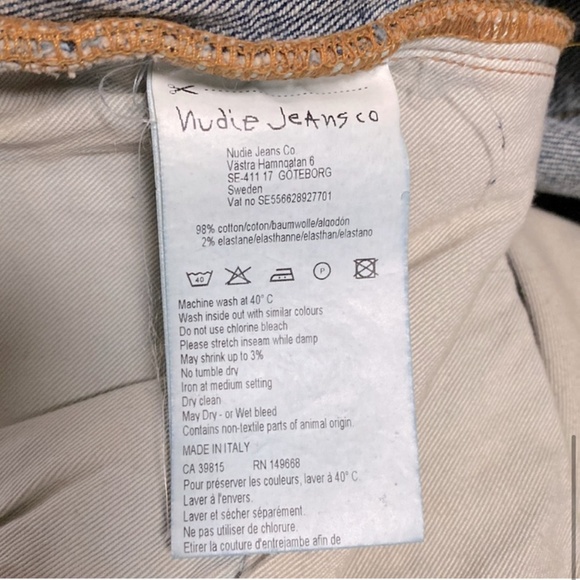 Nudie Jeans co
Nudie Jeans Co.
Västra Hamngatan 6
SE-411 17 GÖTEBORG
Sweden
Vat no SE556628927701
98% cotton/coton/baumwolle/algodón
2% elastane/elasthanne/elasthan/elastano
40 P
Machine wash at 40° C
Wash inside out with similar colours
Do not use chlorine bleach
Please stretch inseam while damp
May shrink up to 3%
No tumble dry
Iron at medium setting
Dry clean
May Dry - or Wet bleed
Contains non-textile parts of animal origin.
MADE IN ITALY
CA 39815 RN 149668
Pour préserver les couleurs, laver à 40° C.
Laver à l'envers.
Laver et sècher sèparèment.
Ne pas utiliser de chlorure.
Etirer la couture d'entrejambe afin de